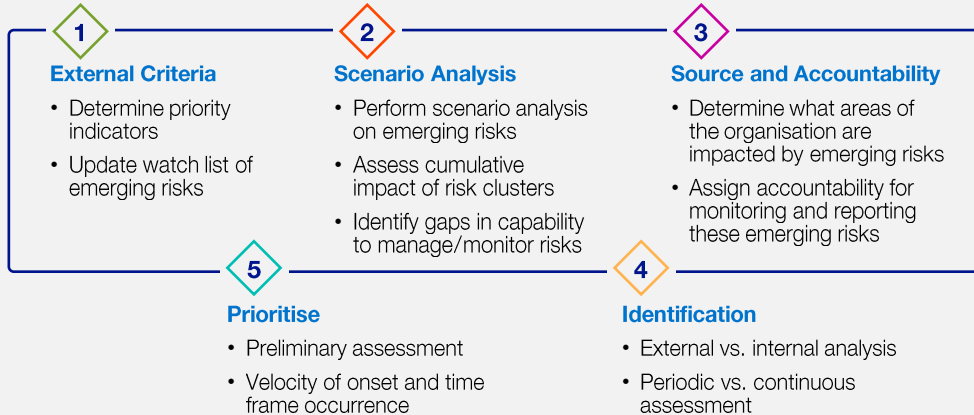 1
External Criteria
• Determine priority
indicators
• Update watch list of
emerging risks
2
Scenario Analysis
• Perform scenario analysis
on emerging risks
• Assess cumulative
impact of risk clusters
• Identify gaps in capability
to manage/monitor risks
3
Source and Accountability
• Determine what areas of
the organisation are
impacted by emerging risks
• Assign accountability for
monitoring and reporting
these emerging risks
4
Identification
• External vs. internal analysis
• Periodic vs. continuous
assessment
5
Prioritise
• Preliminary assessment
• Velocity of onset and time
frame occurrence